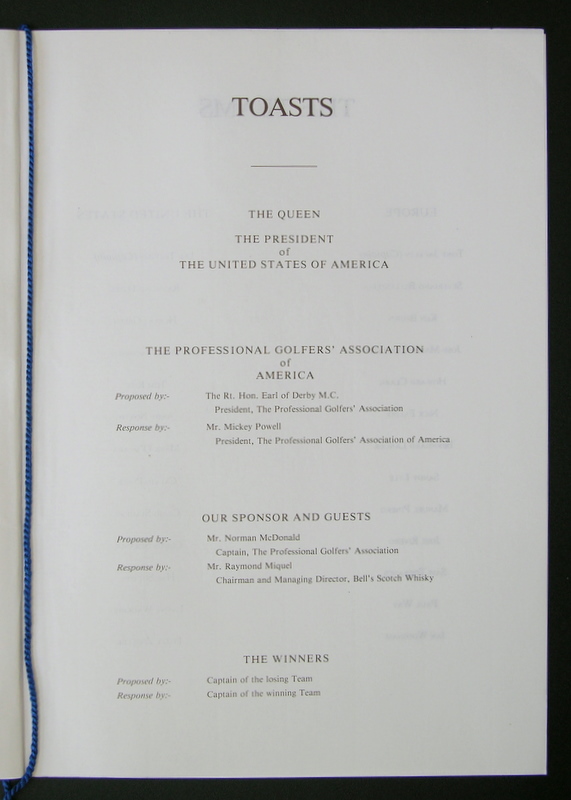 TOASTS
THE QUEEN
THE PRESIDENT
of
THE UNITED STATES OF AMERICA
THE PROFESSIONAL GOLFERS' ASSOCIATION
of
AMERICA
Proposed by:- The Rt. Hon. Earl of Derby M.C.
President, The Professional Golfers' Association
Response by:- Mr. Mickey Powell
President, The Professional Golfers' Association of America
OUR SPONSOR AND GUESTS
Proposed by:- Mr. Norman McDonald
Captain, The Professional Golfers' Association
Response by:- Mr. Raymond Miquel
Chairman and Managing Director, Bell's Scotch Whisky
THE WINNERS
Proposed by:- Captain of the losing Team
Response by:- Captain of the winning Team